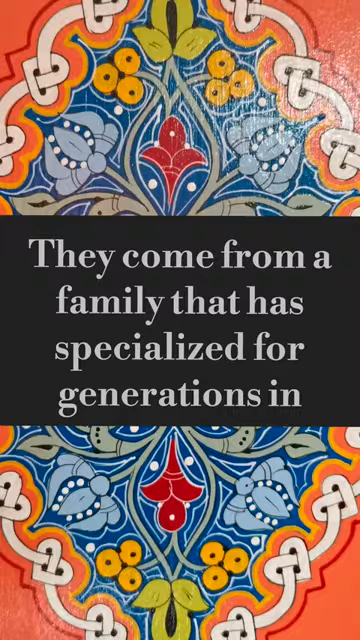 They come from a
family that has
specialized for
generations in